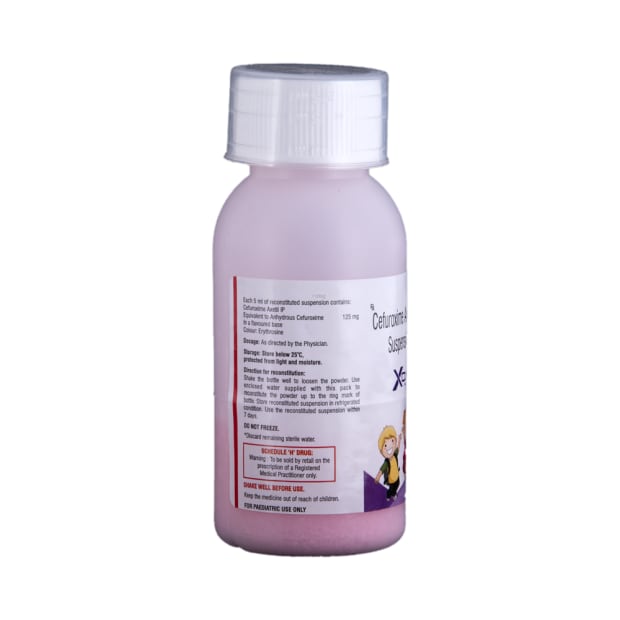 Each 5 ml of reconstituted suspension contains:
Cefuroxime Axetil IP
Equivalent to Anhydrous Cefuroxime 125 mg
in a flavoured base
Colour: Erythrosine
Dosage: As directed by the Physician.
Storage: Store below 25°C,
protected from light and moisture.
Direction for reconstitution:
Shake the bottle well to loosen the powder. Use
enclosed water supplied with this pack to
reconstitute the powder up to the ring mark of
bottle. Store reconstituted suspension in refrigerated
condition. Use the reconstituted suspension within
7 days.
DO NOT FREEZE.
*Discard remaining sterile water.
SCHEDULE 'H' DRUG:
Warning : To be sold by retail on the
prescription of a Registered
Medical Practitioner only.
SHAKE WELL BEFORE USE.
Keep the medicine out of reach of children.
FOR PAEDIATRIC USE ONLY
Cefuroxime